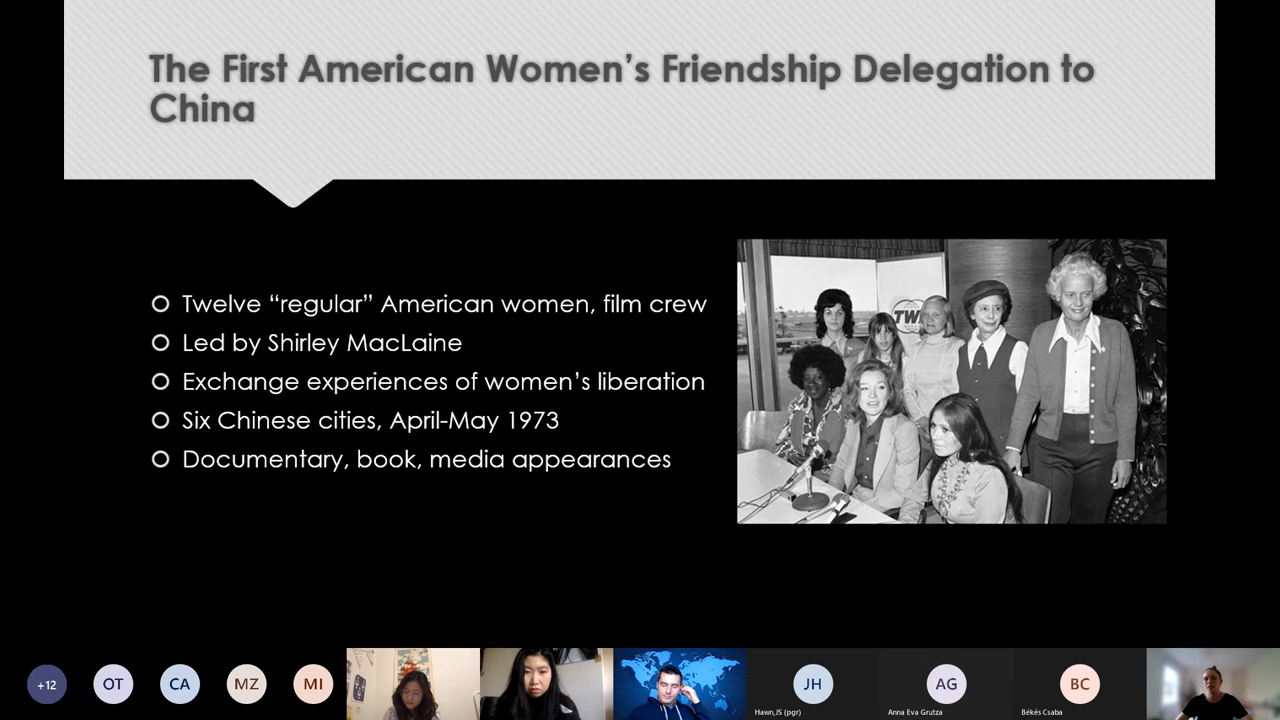 The First American Women’s Friendship Delegation to
China
Twelve “regular” American women, film crew
Led by Shirley MacLaine
Exchange experiences of women’s liberation
Six Chinese cities, April-May 1973
Documentary, book, media appearances
TWA
+12
OT
CA
MZ
MI
JH
AG
BC
Hawn,JS (pgr)
Anna Eva Grutza
Békés Csaba